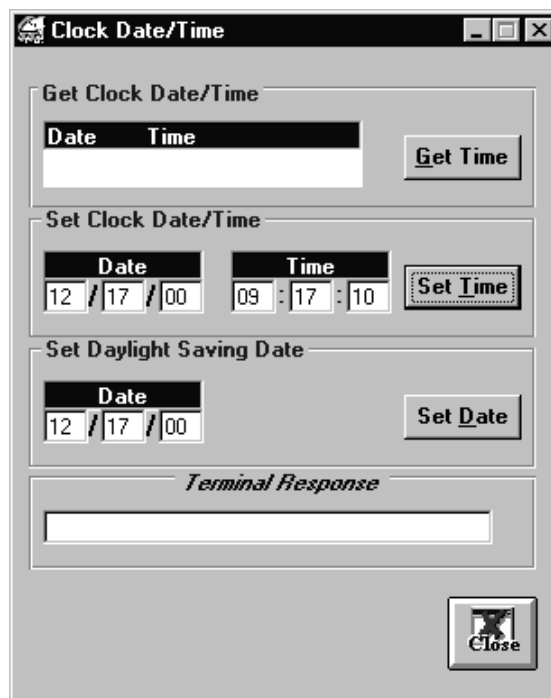 Clock Date/Time
Get Clock Date/Time
Date Time
Get Time
Set Clock Date/Time
Date Time
12 / 17 / 00 09 : 17 : 10
Set Time
Set Daylight Saving Date
Date
12 / 17 / 00
Set Date
Terminal Response
Close